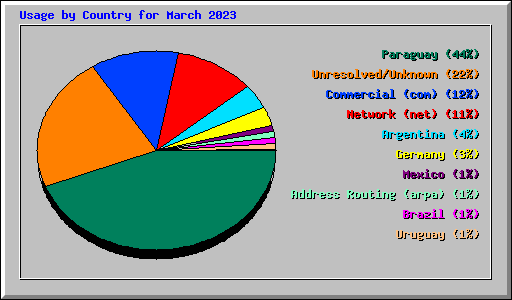 Usage by Country for March 2023
Paraguay (44%)
Unresolved/Unknown (22%)
Commercial (com) (12%)
Network (net) (11%)
Argentina (4%)
Germany (3%)
Mexico (1%)
Address Routing (arpa) (1%)
Brazil (1%)
Uruguay (1%)